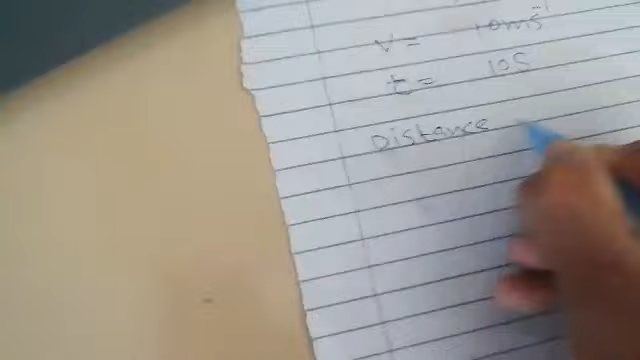 v = 10ms⁻¹
t = 10S
Distance